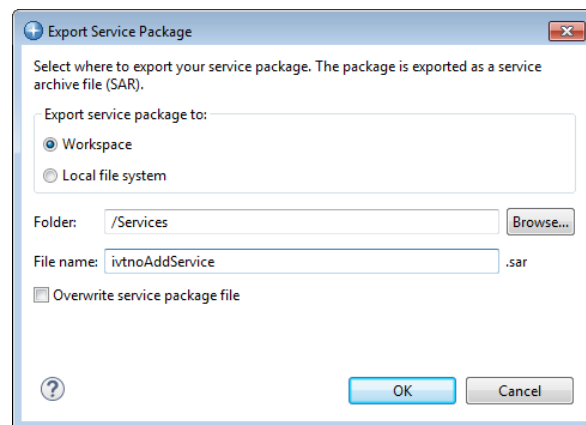 Export Service Package
Select where to export your service package. The package is exported as a service
archive file (SAR).
Export service package to:
Workspace
Local file system
Folder: /Services Browse...
File name: ivtnoAddService .sar
Overwrite service package file
? OK Cancel